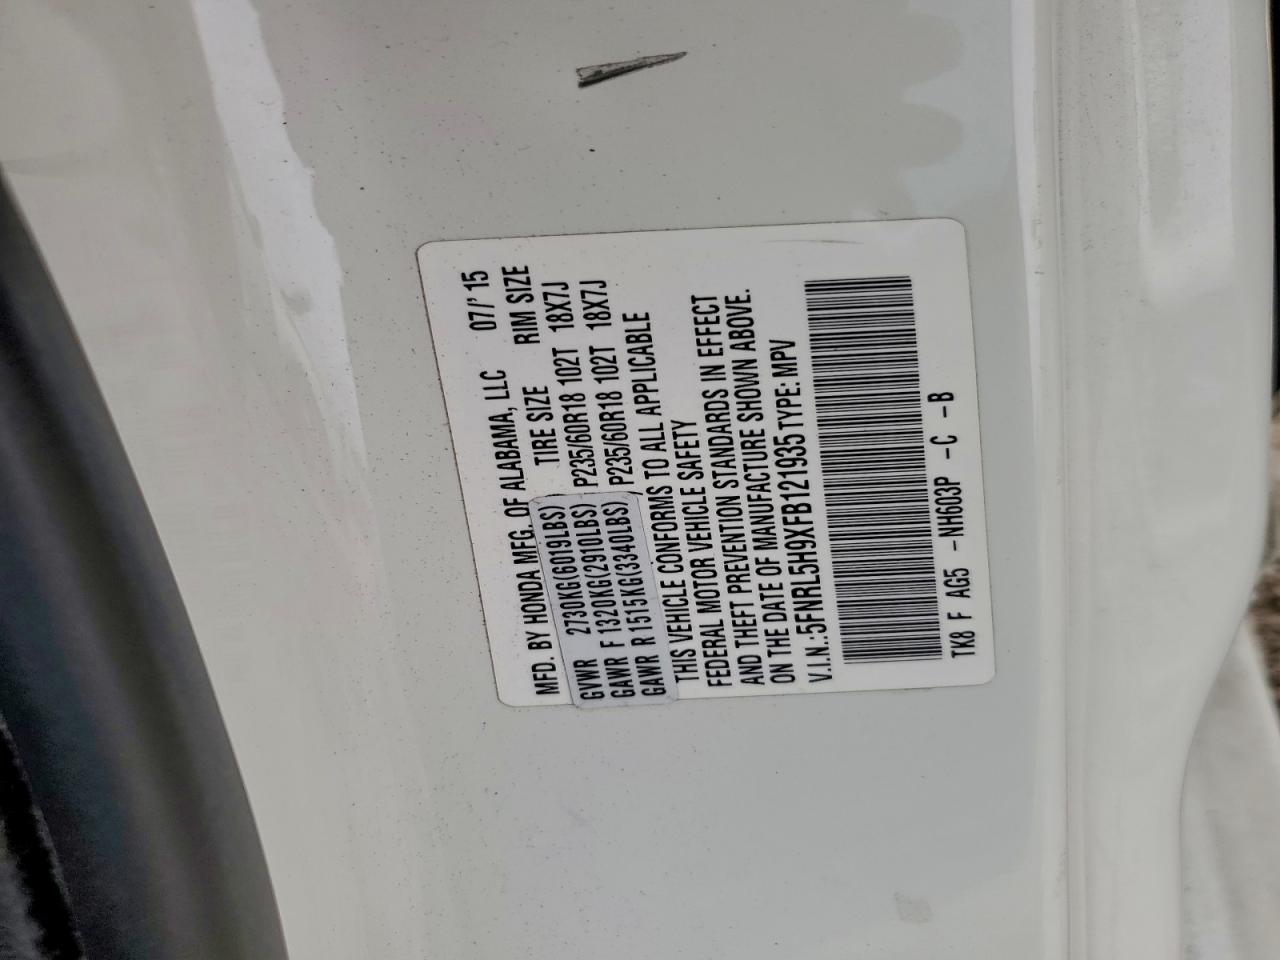 MFD. BY HONDA MFG. OF ALABAMA, LLC 07/' 15
GVWR 2730KG(6019LBS) TIRE SIZE RIM SIZE
GAWR F 1320KG(2910LBS) P235/60R18 102T 18X7J
GAWR R 1515KG(3340LBS) P235/60R18 102T 18X7J
THIS VEHICLE CONFORMS TO ALL APPLICABLE
FEDERAL MOTOR VEHICLE SAFETY
AND THEFT PREVENTION STANDARDS IN EFFECT
ON THE DATE OF MANUFACTURE SHOWN ABOVE.
V.I.N.:5FNRL5H9XFB121935 TYPE: MPV
TK8 F AG5 -NH603P -C -B